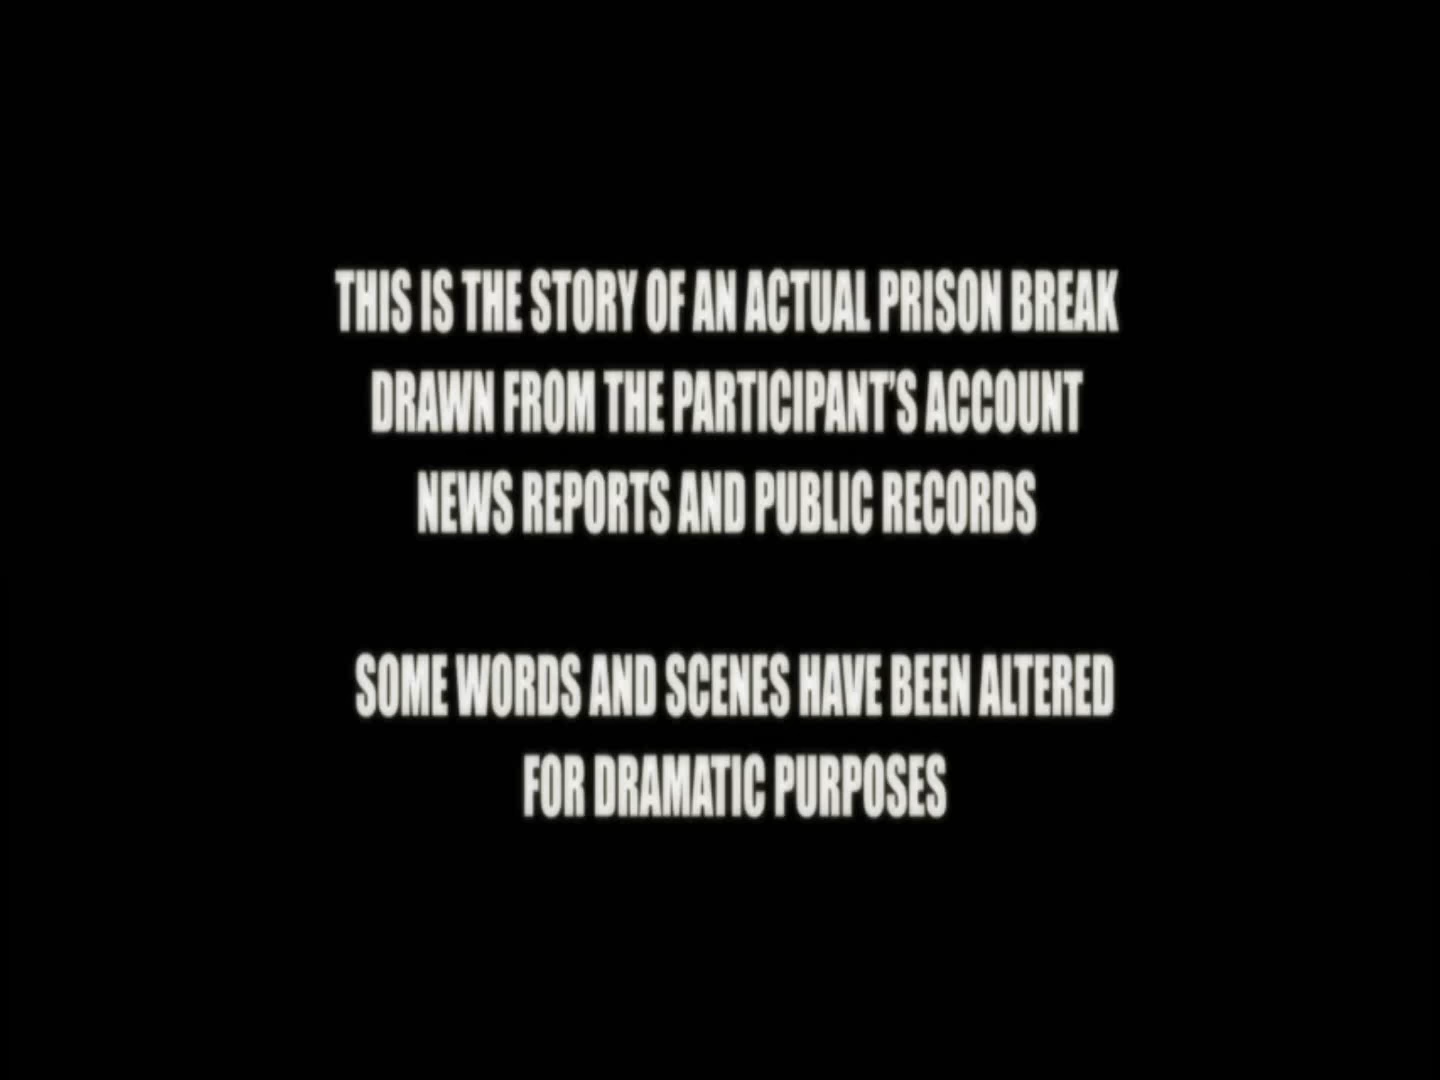 THIS IS THE STORY OF AN ACTUAL PRISON BREAK
DRAWN FROM THE PARTICIPANT'S ACCOUNT
NEWS REPORTS AND PUBLIC RECORDS
SOME WORDS AND SCENES HAVE BEEN ALTERED
FOR DRAMATIC PURPOSES